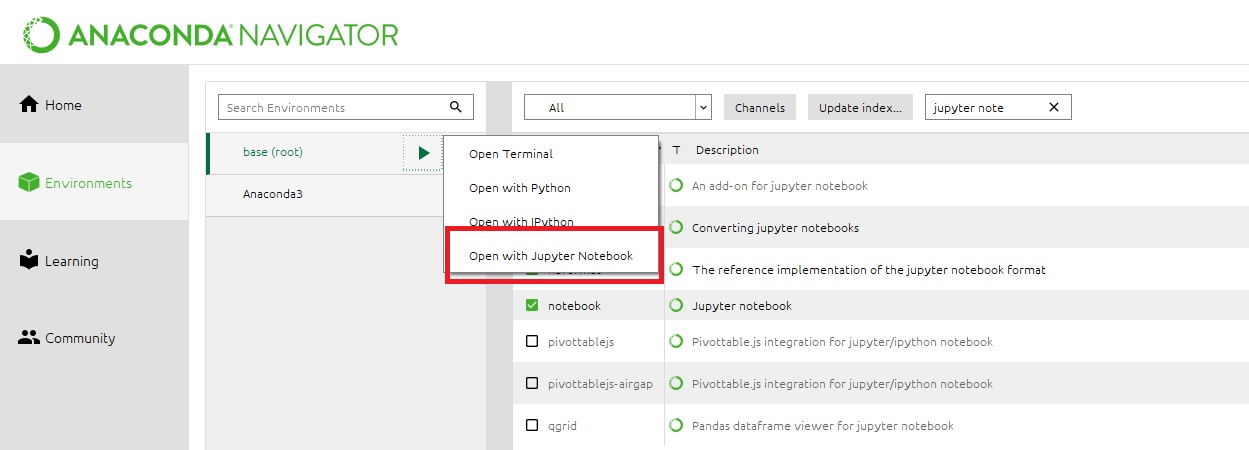 ANACONDA NAVIGATOR
Home
Environments
Learning
Community
Search Environments
base (root)
Anaconda3
Open Terminal
Open with Python
Open with IPython
Open with Jupyter Notebook
All
Channels
Update index...
jupyter note
T Description
An add-on for jupyter notebook
Converting jupyter notebooks
The reference implementation of the jupyter notebook format
notebook Jupyter notebook
pivottablejs Pivottable.js integration for jupyter/ipython notebook
pivottablejs-airgap Pivottable.js integration for jupyter/ipython notebook
qgrid Pandas dataframe viewer for jupyter notebook